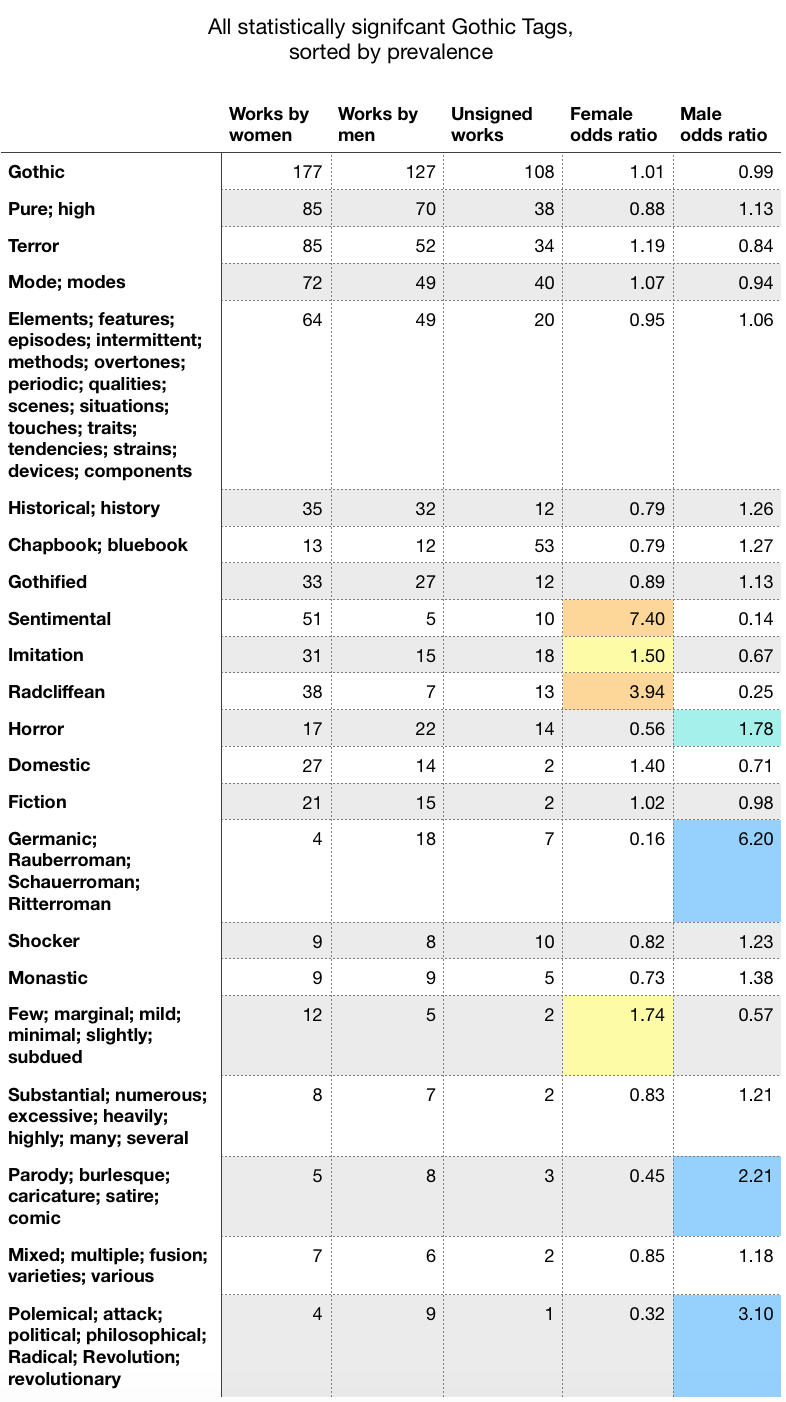 All statistically signifcant Gothic Tags,
sorted by prevalence
Works by women Works by men Unsigned works Female odds ratio Male odds ratio
Gothic 177 127 108 1.01 0.99
Pure; high 85 70 38 0.88 1.13
Terror 85 52 34 1.19 0.84
Mode; modes 72 49 40 1.07 0.94
Elements; features; 64 49 20 0.95 1.06
episodes; intermittent;
methods; overtones;
periodic; qualities;
scenes; situations;
touches; traits;
tendencies; strains;
devices; components
Historical; history 35 32 12 0.79 1.26
Chapbook; bluebook 13 12 53 0.79 1.27
Gothified 33 27 12 0.89 1.13
Sentimental 51 5 10 7.40 0.14
Imitation 31 15 18 1.50 0.67
Radcliffean 38 7 13 3.94 0.25
Horror 17 22 14 0.56 1.78
Domestic 27 14 2 1.40 0.71
Fiction 21 15 2 1.02 0.98
Germanic; 4 18 7 0.16 6.20
Rauberroman;
Schauerroman;
Ritterroman
Shocker 9 8 10 0.82 1.23
Monastic 9 9 5 0.73 1.38
Few; marginal; mild; 12 5 2 1.74 0.57
minimal; slightly;
subdued
Substantial; numerous; 8 7 2 0.83 1.21
excessive; heavily;
highly; many; several
Parody; burlesque; 5 8 3 0.45 2.21
caricature; satire;
comic
Mixed; multiple; fusion; 7 6 2 0.85 1.18
varieties; various
Polemical; attack; 4 9 1 0.32 3.10
political; philosophical;
Radical; Revolution;
revolutionary